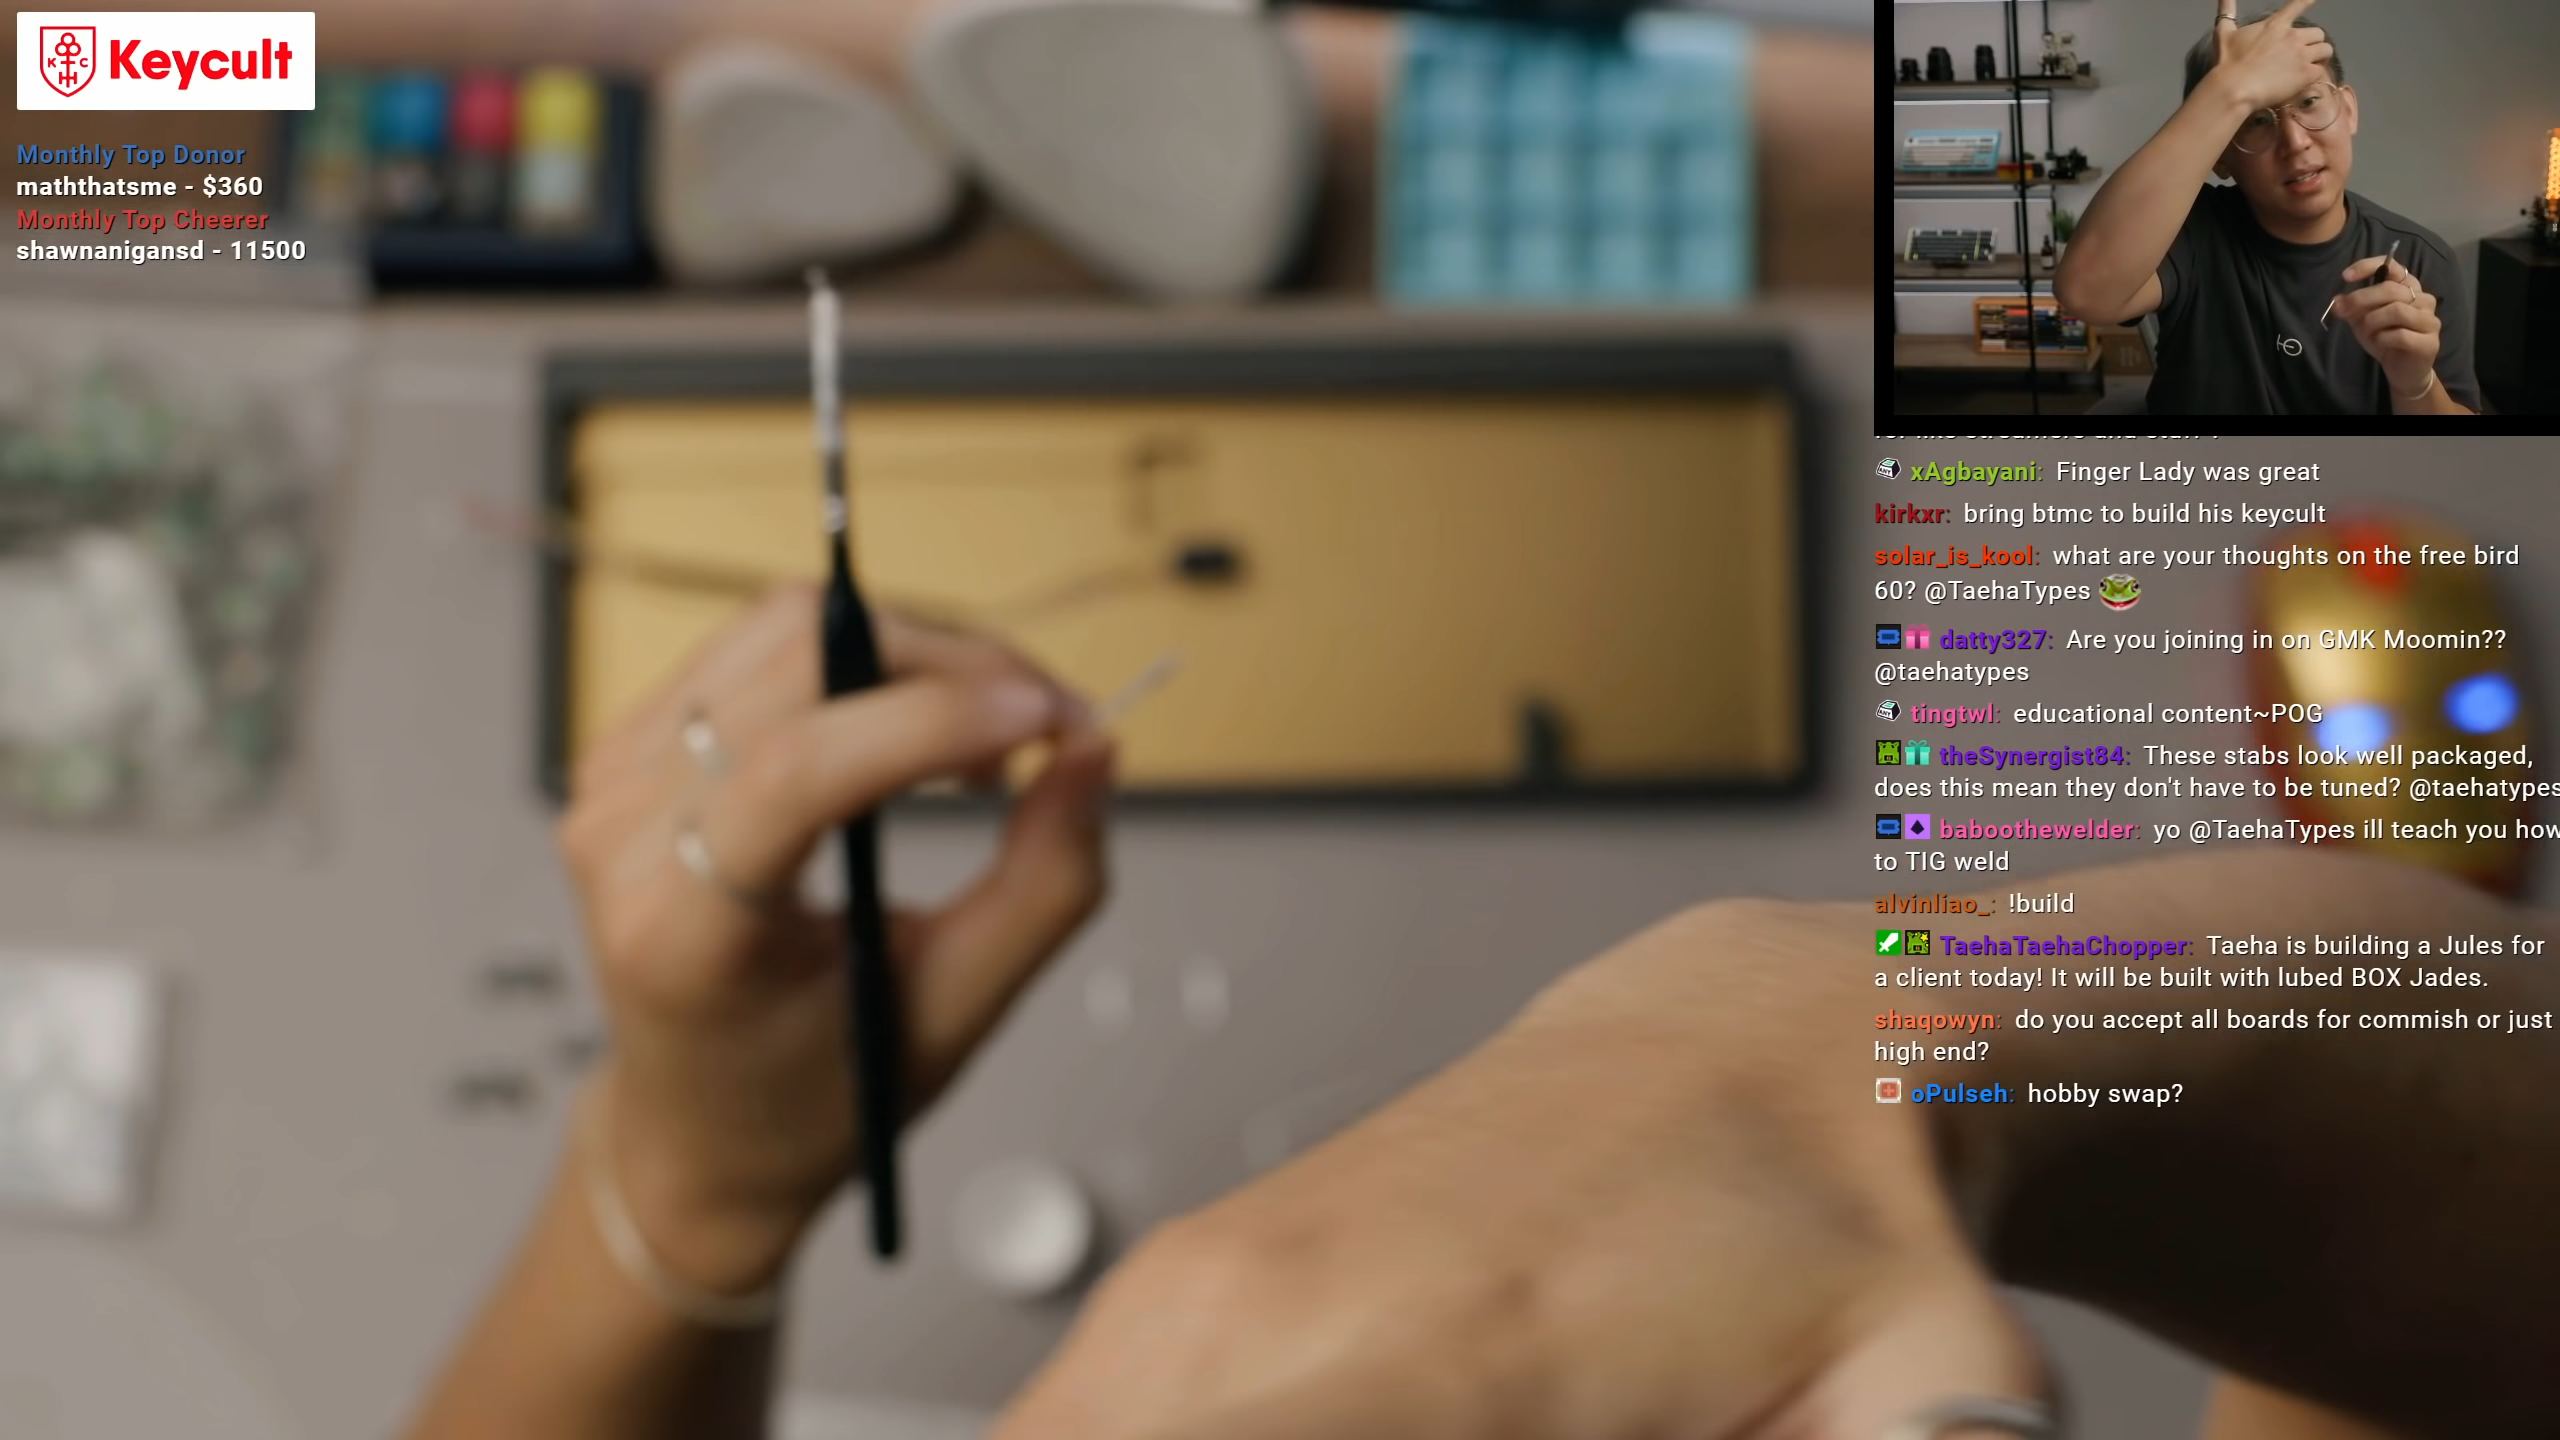 Keycult
K C
Monthly Top Donor
maththatsme - $360
Monthly Top Cheerer
shawnanigansd - 11500
xAgbayani: Finger Lady was great
kirkxr: bring btmc to build his keycult
solar_is_kool: what are your thoughts on the free bird
60? @TaehaTypes
datty327: Are you joining in on GMK Moomin??
@taehatypes
tingtwl: educational content~POG
theSynergist84: These stabs look well packaged,
does this mean they don't have to be tuned? @taehatypes
baboothewelder: yo @TaehaTypes ill teach you how
to TIG weld
alvinliao_: !build
TaehaTaehaChopper: Taeha is building a Jules for
a client today! It will be built with lubed BOX Jades.
shaqowyn: do you accept all boards for commish or just
high end?
oPulseh: hobby swap?